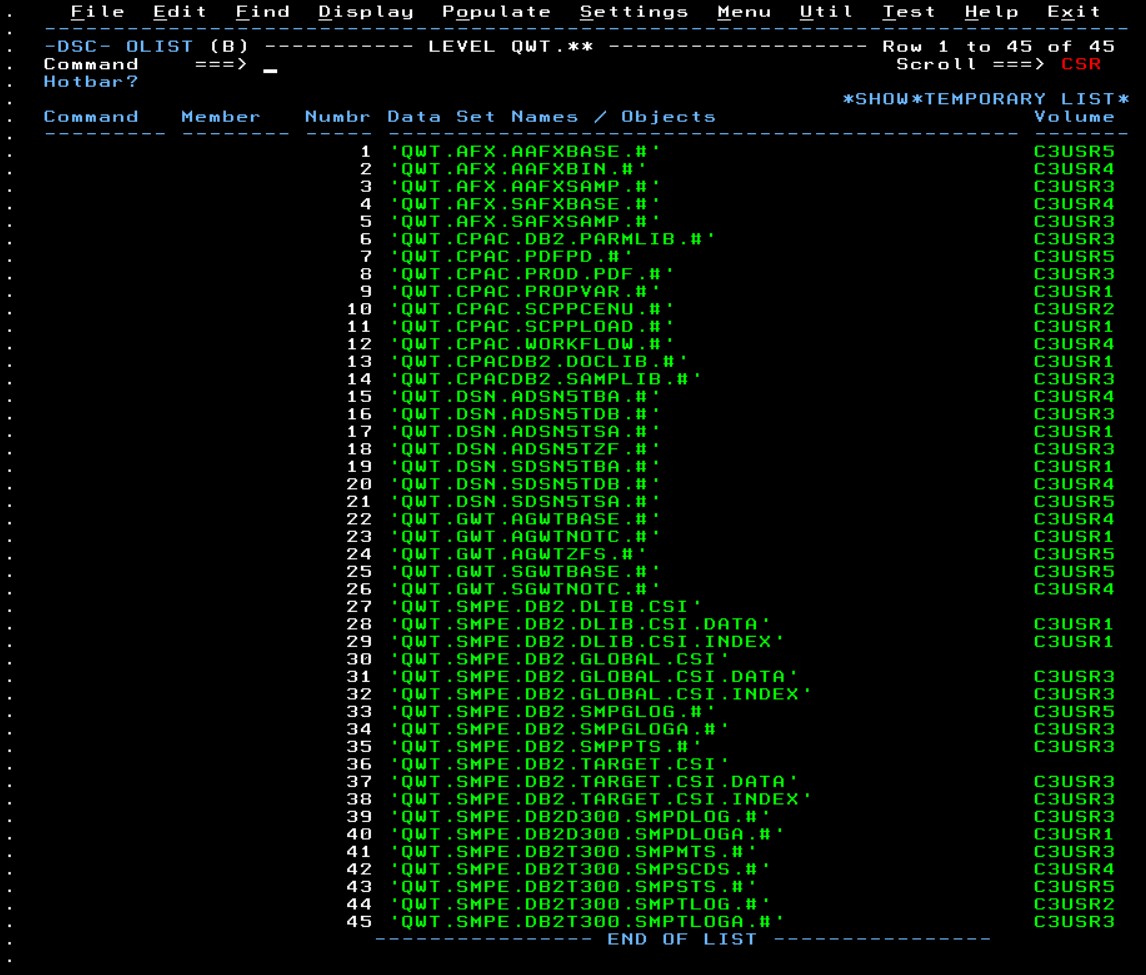 File Edit Find Display Populate Settings Menu Util Test Help Exit
-DSC- OLIST (B) ----------- LEVEL QWT.** ------------------- Row 1 to 45 of 45
Command ===> _ Scroll ===> CSR
Hotbar?
*SHOW*TEMPORARY LIST*
Command Member Numbr Data Set Names / Objects Volume
--------- -------- ----- ---------------------------------------------- -------
1 'QWT.AFX.AAFXBASE.#' C3USR5
2 'QWT.AFX.AAFXBIN.#' C3USR4
3 'QWT.AFX.AAFXSAMP.#' C3USR3
4 'QWT.AFX.SAFXBASE.#' C3USR4
5 'QWT.AFX.SAFXSAMP.#' C3USR3
6 'QWT.CPAC.DB2.PARMLIB.#' C3USR3
7 'QWT.CPAC.PDFPD.#' C3USR5
8 'QWT.CPAC.PROD.PDF.#' C3USR3
9 'QWT.CPAC.PROPVAR.#' C3USR1
10 'QWT.CPAC.SCPPCENU.#' C3USR2
11 'QWT.CPAC.SCPPLOAD.#' C3USR1
12 'QWT.CPAC.WORKFLOW.#' C3USR4
13 'QWT.CPACDB2.DOCLIB.#' C3USR1
14 'QWT.CPACDB2.SAMPLIB.#' C3USR3
15 'QWT.DSN.ADSN5TBA.#' C3USR4
16 'QWT.DSN.ADSN5TDB.#' C3USR3
17 'QWT.DSN.ADSN5TSA.#' C3USR1
18 'QWT.DSN.ADSN5TZF.#' C3USR3
19 'QWT.DSN.SDSN5TBA.#' C3USR1
20 'QWT.DSN.SDSN5TDB.#' C3USR4
21 'QWT.DSN.SDSN5TSA.#' C3USR5
22 'QWT.GWT.AGWTBASE.#' C3USR4
23 'QWT.GWT.AGWTNOTC.#' C3USR1
24 'QWT.GWT.AGWTZFS.#' C3USR5
25 'QWT.GWT.SGWTBASE.#' C3USR5
26 'QWT.GWT.SGWTNOTC.#' C3USR4
27 'QWT.SMPE.DB2.DLIB.CSI'
28 'QWT.SMPE.DB2.DLIB.CSI.DATA' C3USR1
29 'QWT.SMPE.DB2.DLIB.CSI.INDEX' C3USR1
30 'QWT.SMPE.DB2.GLOBAL.CSI'
31 'QWT.SMPE.DB2.GLOBAL.CSI.DATA' C3USR3
32 'QWT.SMPE.DB2.GLOBAL.CSI.INDEX' C3USR3
33 'QWT.SMPE.DB2.SMPGLOG.#' C3USR5
34 'QWT.SMPE.DB2.SMPGLOGA.#' C3USR3
35 'QWT.SMPE.DB2.SMPPTS.#' C3USR3
36 'QWT.SMPE.DB2.TARGET.CSI'
37 'QWT.SMPE.DB2.TARGET.CSI.DATA' C3USR3
38 'QWT.SMPE.DB2.TARGET.CSI.INDEX' C3USR3
39 'QWT.SMPE.DB2D300.SMPDLOG.#' C3USR3
40 'QWT.SMPE.DB2D300.SMPDLOGA.#' C3USR1
41 'QWT.SMPE.DB2T300.SMPMTS.#' C3USR3
42 'QWT.SMPE.DB2T300.SMPSCDS.#' C3USR4
43 'QWT.SMPE.DB2T300.SMPSTS.#' C3USR5
44 'QWT.SMPE.DB2T300.SMPTLOG.#' C3USR2
45 'QWT.SMPE.DB2T300.SMPTLOGA.#' C3USR3
---------------- END OF LIST ----------------